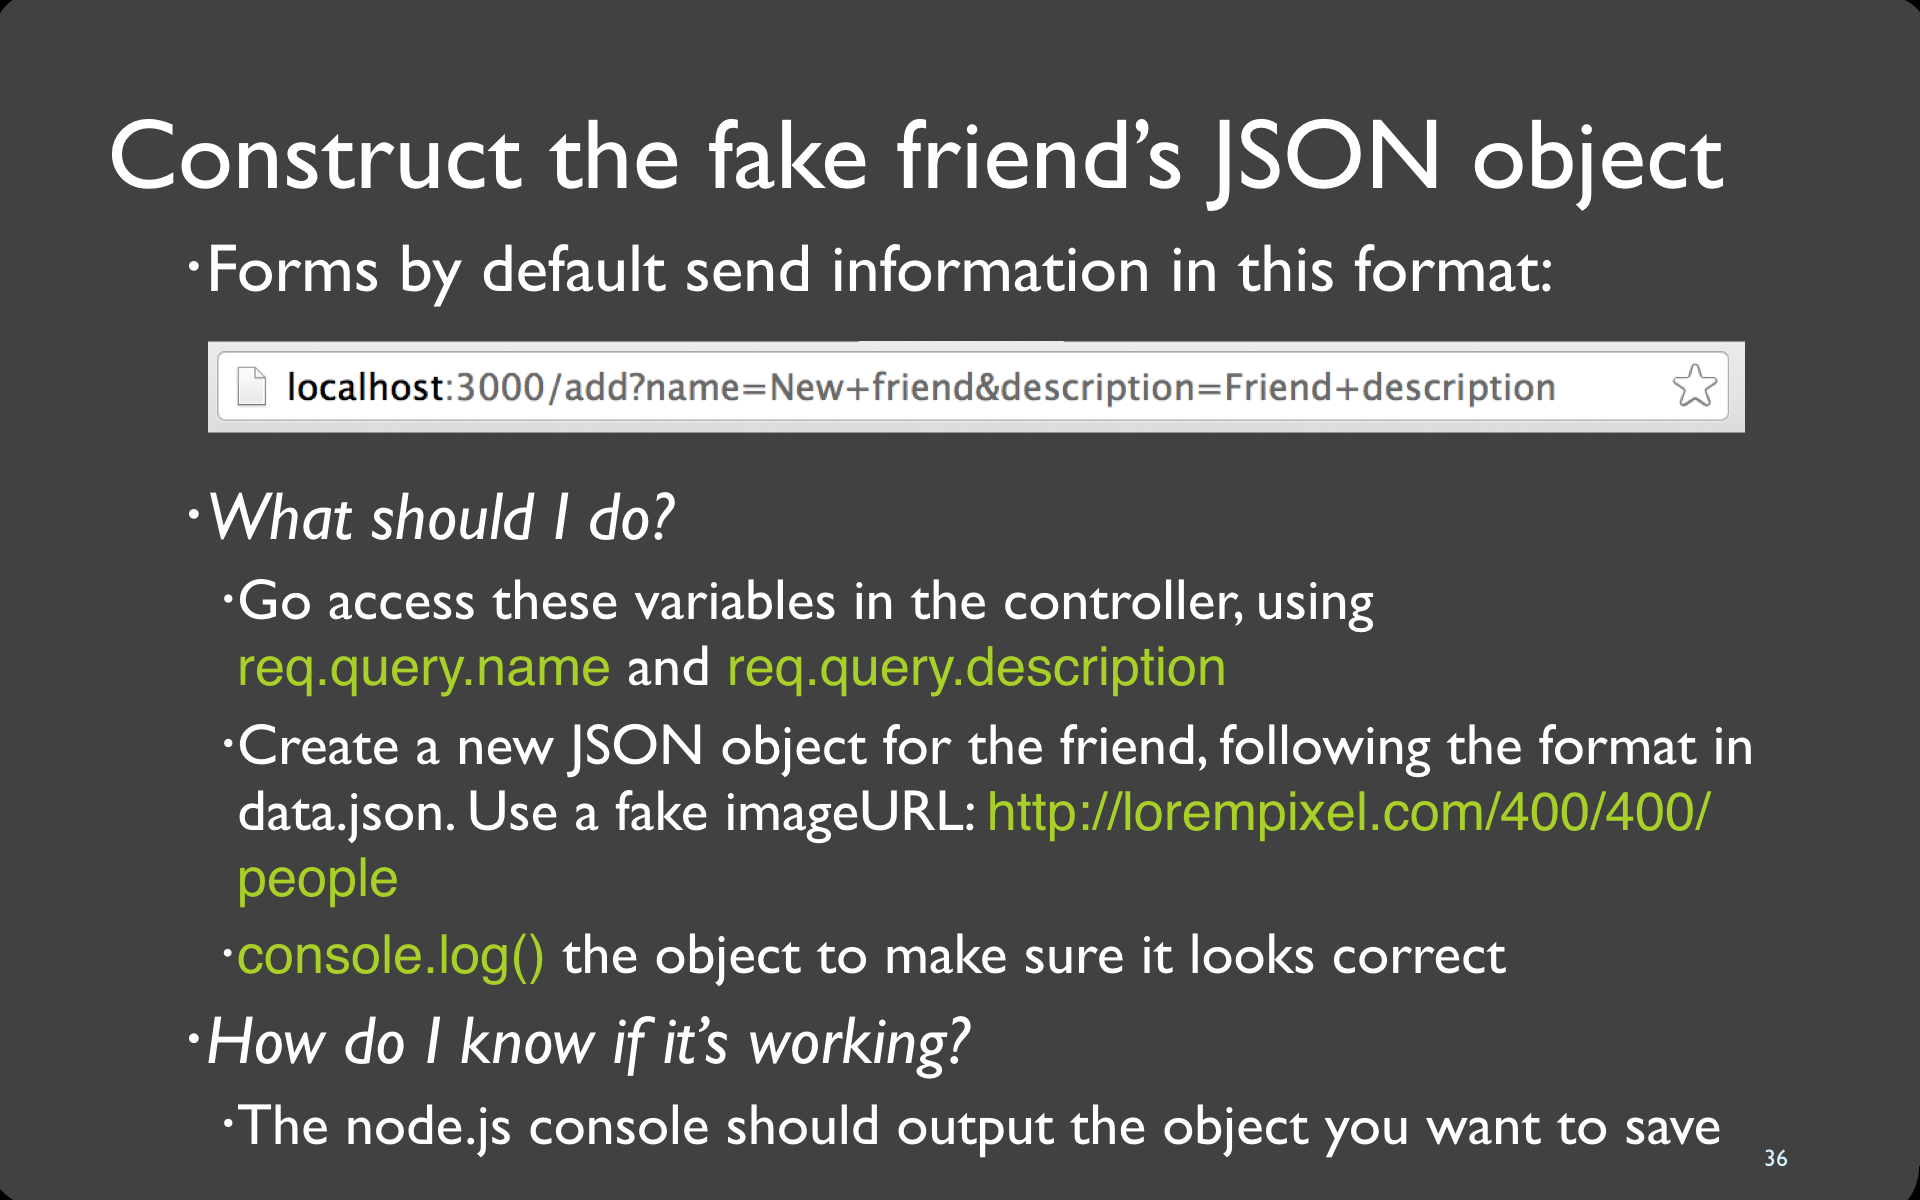 Construct the fake friend’s JSON object
•Forms by default send information in this format:
localhost:3000/add?name=New+friend&description=Friend+description
•What should I do?
•Go access these variables in the controller, using
req.query.name and req.query.description
•Create a new JSON object for the friend, following the format in
data.json. Use a fake imageURL: http://lorempixel.com/400/400/
people
•console.log() the object to make sure it looks correct
•How do I know if it’s working?
•The node.js console should output the object you want to save
36